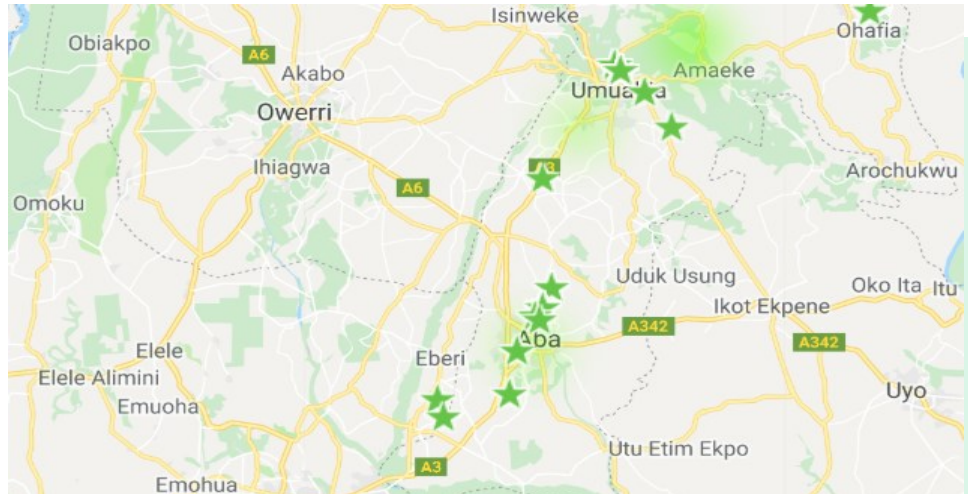 Isinweke
Ohafia
Obiakpo
A6
Akabo
Amaeke
Owerri
Ihiagwa
Arochukwu
A6
Omoku
Uduk Usung
Oko Ita
Itu
Ikot Ekpene
A342
Aba
A342
Elele
Eberi
Elele Alimini
Uyo
Emuoha
Utu Etim Ekpo
A3
Emohua